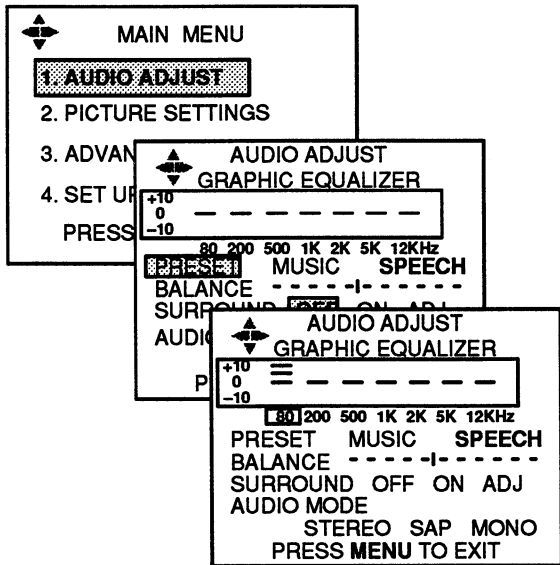 MAIN MENU
1. AUDIO ADJUST
2. PICTURE SETTINGS
3. ADVAN
4. SET UP
PRESS
AUDIO ADJUST
GRAPHIC EQUALIZER
+10
0
−10
80 200 500 1K 2K 5K 12KHz
PRESET MUSIC SPEECH
BALANCE
SURROUND OFF ON ADJ
AUDIO
P
AUDIO ADJUST
GRAPHIC EQUALIZER
+10
0
−10
80 200 500 1K 2K 5K 12KHz
PRESET MUSIC SPEECH
BALANCE
SURROUND OFF ON ADJ
AUDIO MODE
STEREO SAP MONO
PRESS MENU TO EXIT